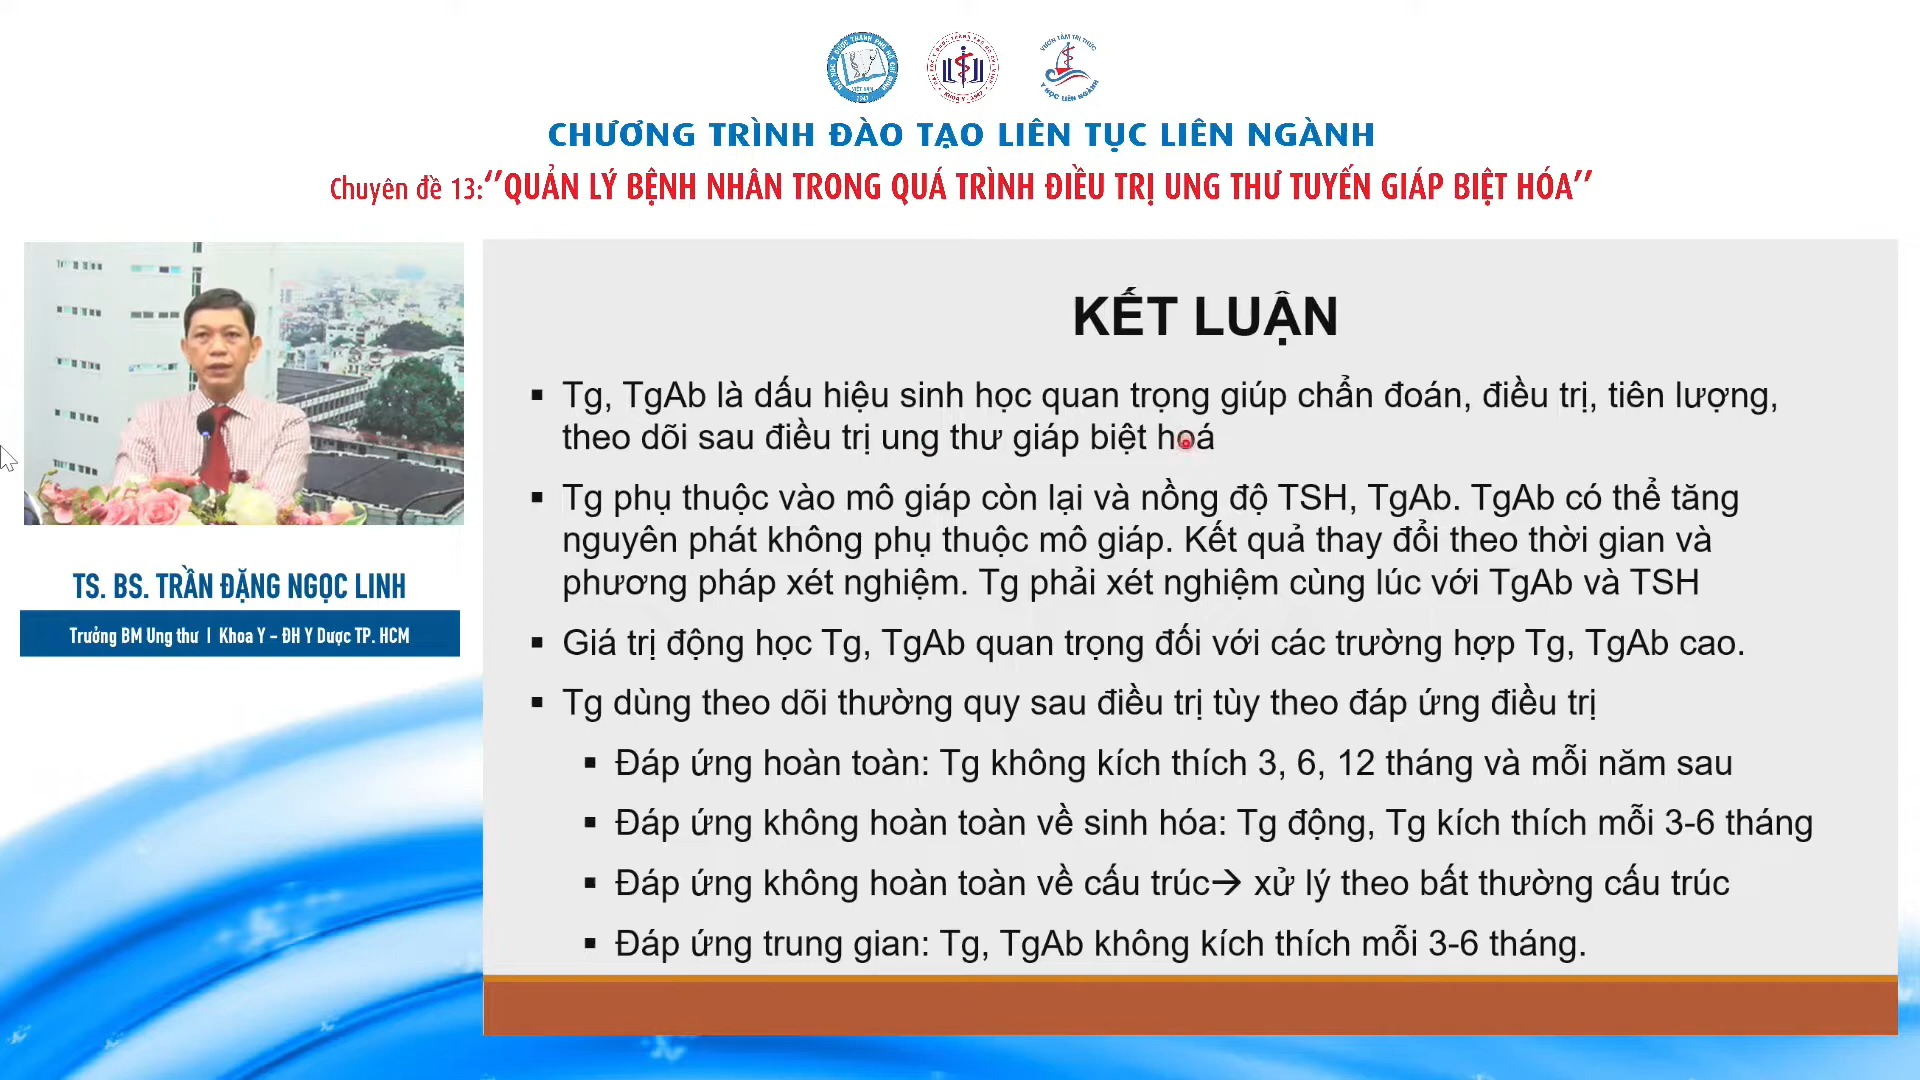 CHƯƠNG TRÌNH ĐÀO TẠO LIÊN TỤC LIÊN NGÀNH
Chuyên đề 13:‘‘QUẢN LÝ BỆNH NHÂN TRONG QUÁ TRÌNH ĐIỀU TRỊ UNG THƯ TUYẾN GIÁP BIỆT HÓA’’
TS. BS. TRẦN ĐẶNG NGỌC LINH
Trưởng BM Ung thư | Khoa Y – ĐH Y Dược TP. HCM
KẾT LUẬN
▪ Tg, TgAb là dấu hiệu sinh học quan trọng giúp chẩn đoán, điều trị, tiên lượng,
theo dõi sau điều trị ung thư giáp biệt hoá
▪ Tg phụ thuộc vào mô giáp còn lại và nồng độ TSH, TgAb. TgAb có thể tăng
nguyên phát không phụ thuộc mô giáp. Kết quả thay đổi theo thời gian và
phương pháp xét nghiệm. Tg phải xét nghiệm cùng lúc với TgAb và TSH
▪ Giá trị động học Tg, TgAb quan trọng đối với các trường hợp Tg, TgAb cao.
▪ Tg dùng theo dõi thường quy sau điều trị tùy theo đáp ứng điều trị
▪ Đáp ứng hoàn toàn: Tg không kích thích 3, 6, 12 tháng và mỗi năm sau
▪ Đáp ứng không hoàn toàn về sinh hóa: Tg động, Tg kích thích mỗi 3-6 tháng
▪ Đáp ứng không hoàn toàn về cấu trúc→ xử lý theo bất thường cấu trúc
▪ Đáp ứng trung gian: Tg, TgAb không kích thích mỗi 3-6 tháng.